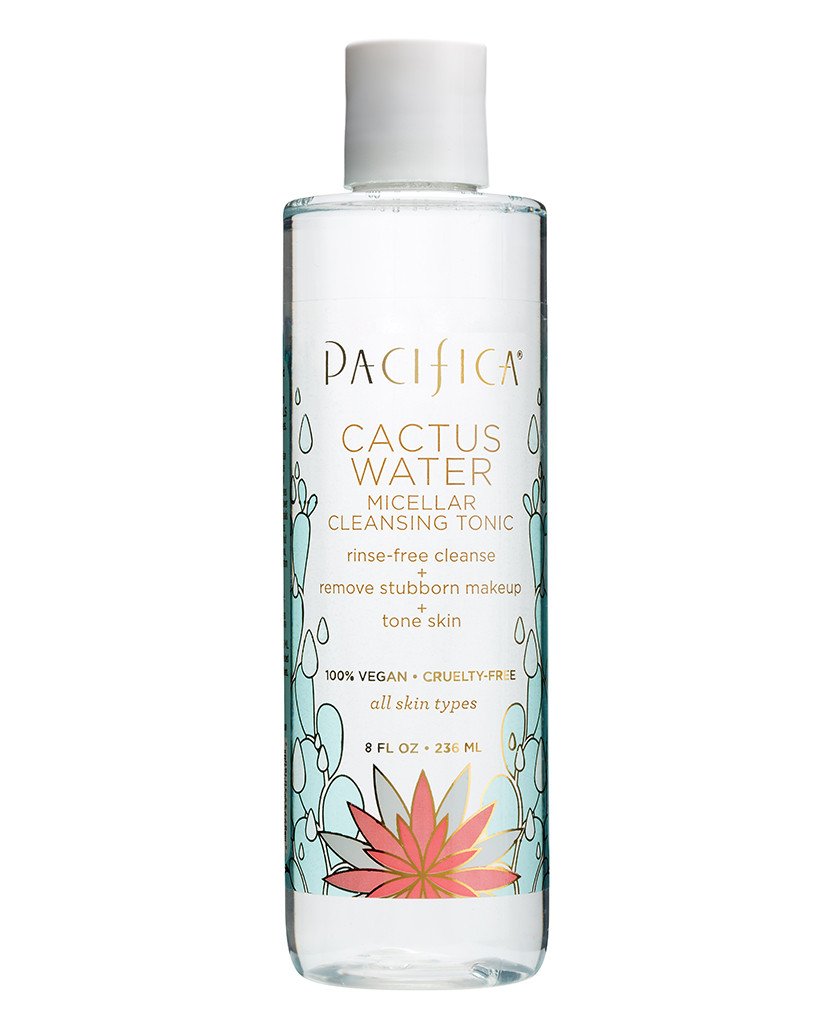 PACIFICA®
CACTUS
WATER
MICELLAR
CLEANSING TONIC
rinse-free cleanse
+
remove stubborn makeup
+
tone skin
100% VEGAN • CRUELTY-FREE
all skin types
8 FL OZ • 236 ML